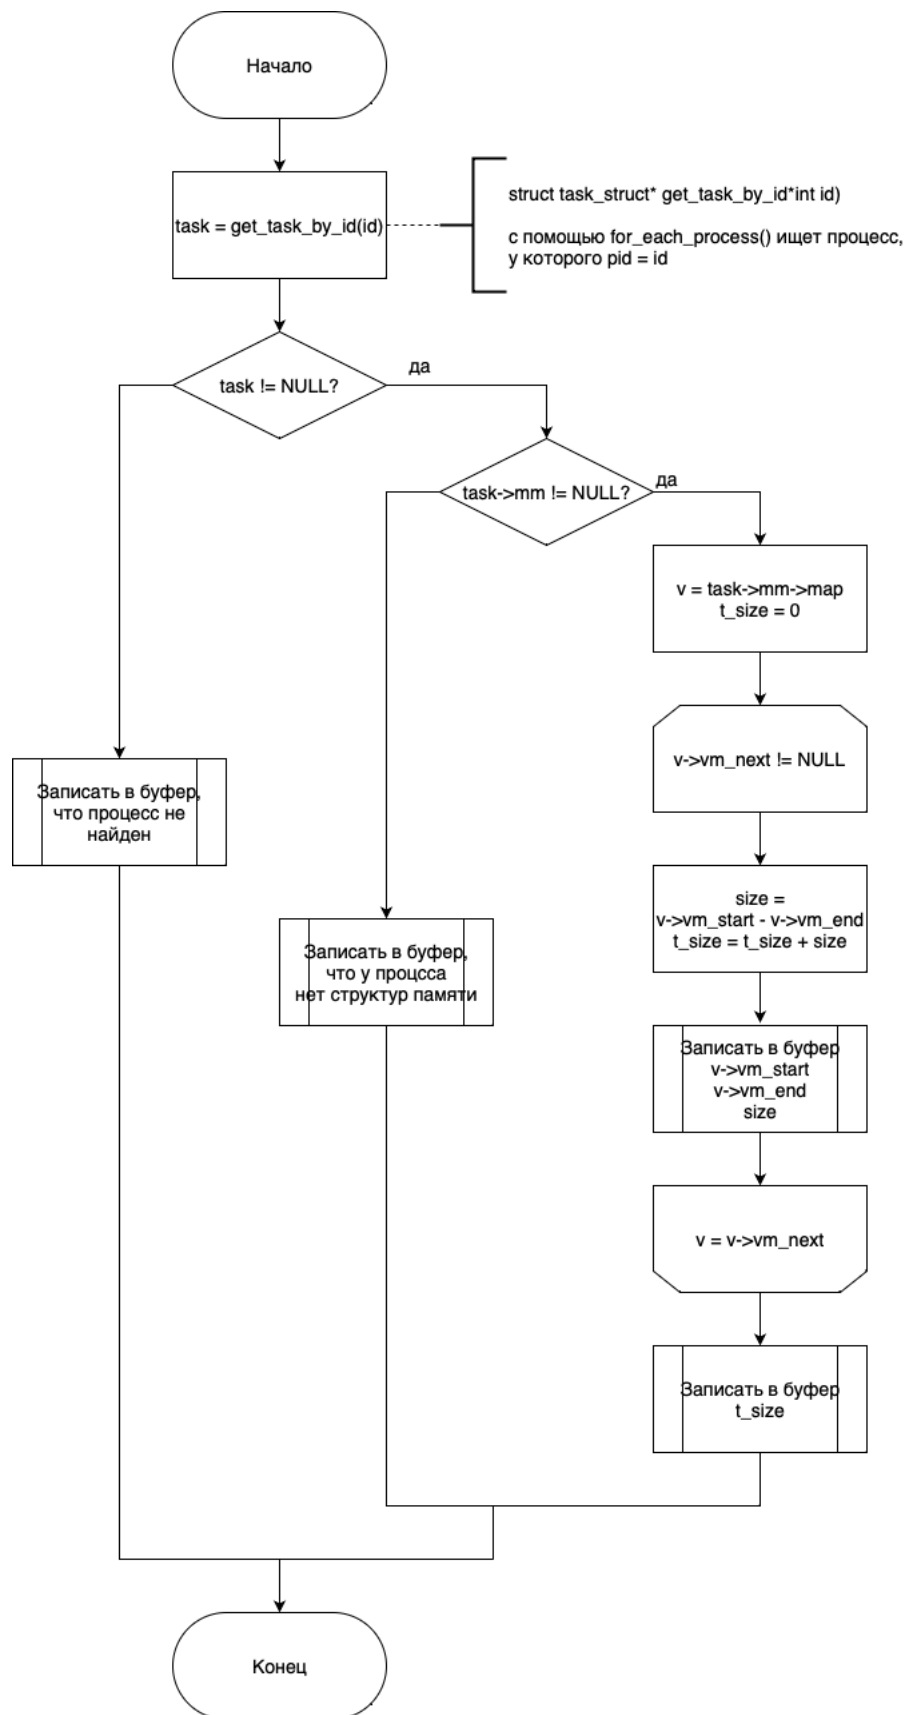 Начало
task = get_task_by_id(id)
struct task_struct* get_task_by_id*int id)
с помощью for_each_process() ищет процесс,
у которого pid = id
task != NULL?
да
task->mm != NULL?
да
v = task->mm->map
t_size = 0
v->vm_next != NULL
Записать в буфер,
что процесс не
найден
size =
v->vm_start - v->vm_end
t_size = t_size + size
Записать в буфер,
что у процсса
нет структур памяти
Записать в буфер
v->vm_start
v->vm_end
size
v = v->vm_next
Записать в буфер
t_size
Конец